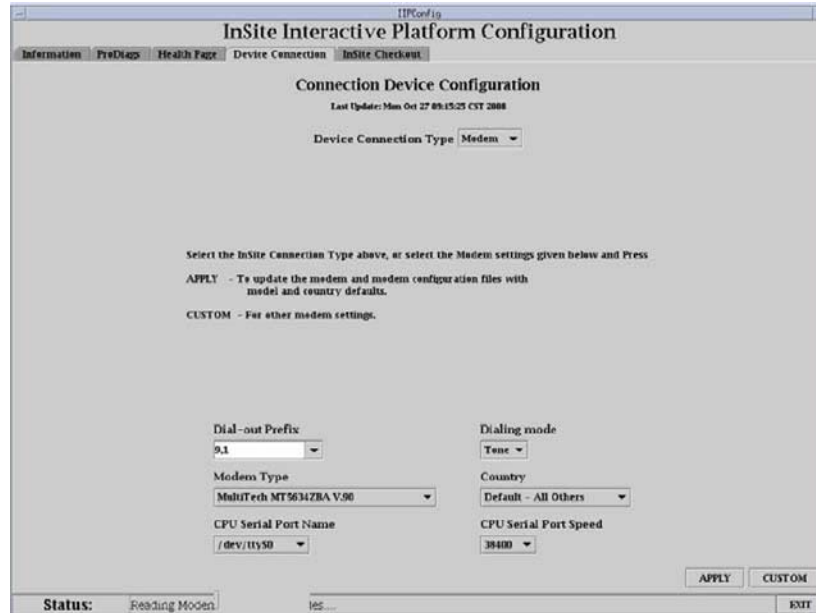 IIPConfig
InSite Interactive Platform Configuration
Information ProDiags Health Page Device Connection InSite Checkout
Connection Device Configuration
Last Update: Mon Oct 27 09:15:25 CST 2008
Device Connection Type Modem
Select the InSite Connection Type above, or select the Modem settings given below and Press
APPLY - To update the modem and modem configuration files with
model and country defaults.
CUSTOM - For other modem settings.
Dial-out Prefix Dialing mode
9,1 Tone
Modem Type Country
MultiTech MT5634ZBA V.90 Default - All Others
CPU Serial Port Name CPU Serial Port Speed
/dev/ttyS0 38400
APPLY CUSTOM
Status: Reading Modem les.... EXIT